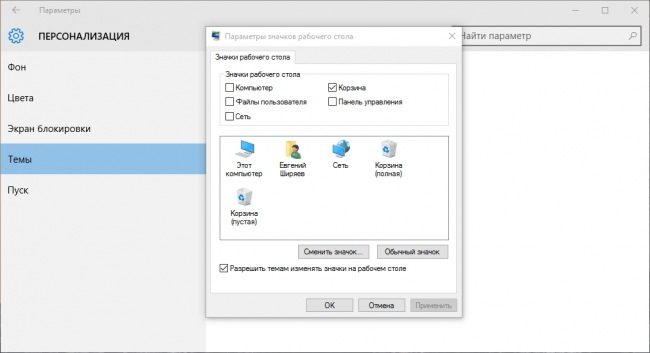 Параметры
ПЕРСОНАЛИЗАЦИЯ
Найти параметр
Фон
Цвета
Экран блокировки
Темы
Пуск
Параметры значков рабочего стола
Значки рабочего стола
Значки рабочего стола
Компьютер
Корзина
Файлы пользователя
Панель управления
Сеть
Этот
компьютер
Евгений
Ширяев
Сеть
Корзина
(полная)
Корзина
(пустая)
Сменить значок...
Обычный значок
Разрешить темам изменять значки на рабочем столе
OK
Отмена
Применить